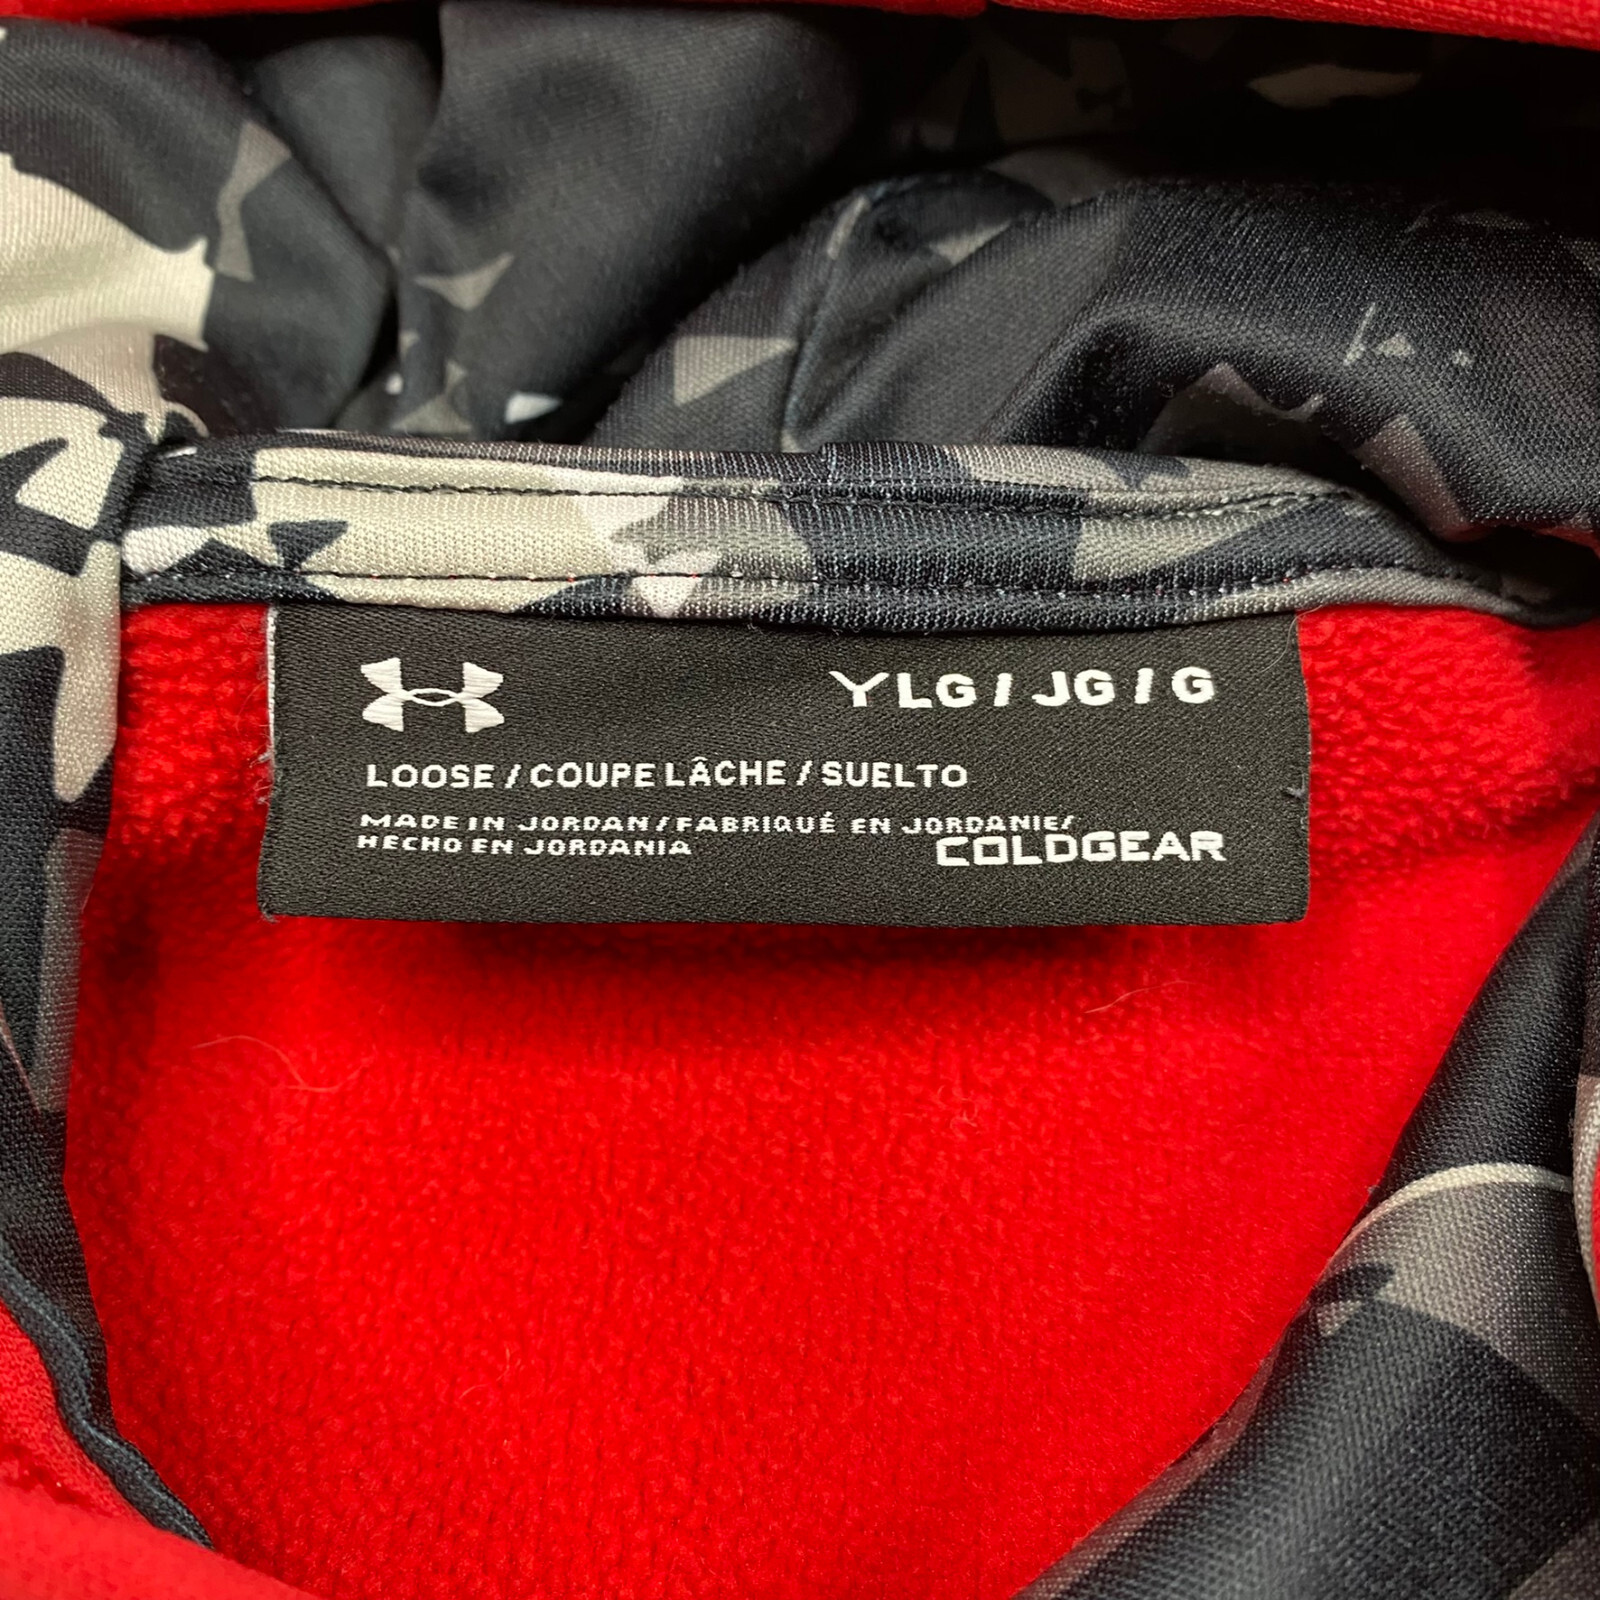 YLG / JG / G
LOOSE / COUPE LÂCHE / SUELTO
MADE IN JORDAN / FABRIQUÉ EN JORDANIE/
HECHO EN JORDANIA
COLDGEAR